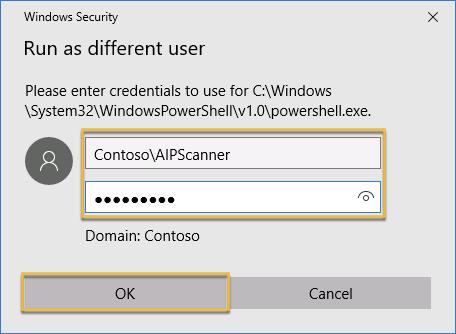 Windows Security
Run as different user
Please enter credentials to use for C:\Windows
\System32\WindowsPowerShell\v1.0\powershell.exe.
Contoso\AIPScanner
●●●●●●●●●
Domain: Contoso
OK
Cancel